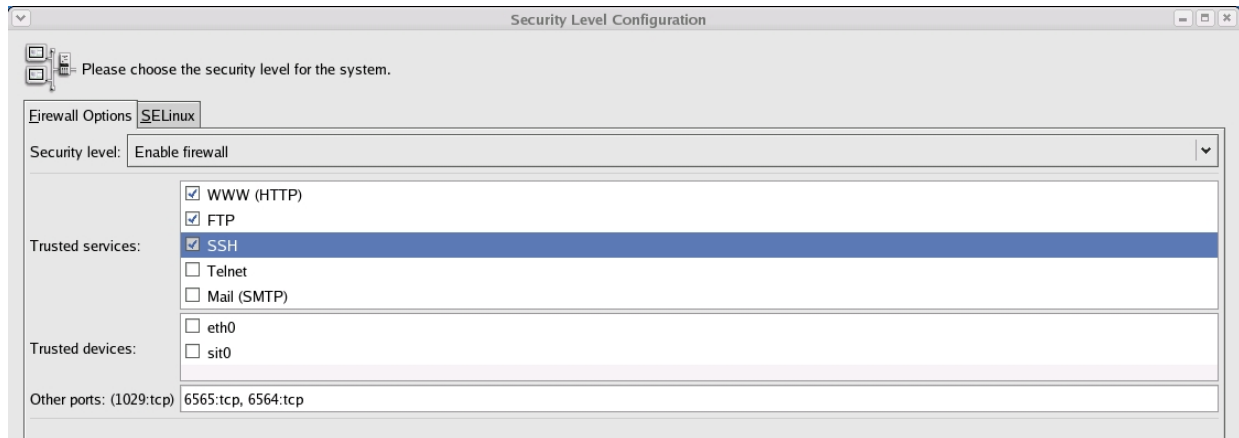 Security Level Configuration
Please choose the security level for the system.
Firewall Options SELinux
Security level: Enable firewall
Trusted services:
WWW (HTTP)
FTP
SSH
Telnet
Mail (SMTP)
Trusted devices:
eth0
sit0
Other ports: (1029:tcp) 6565:tcp, 6564:tcp